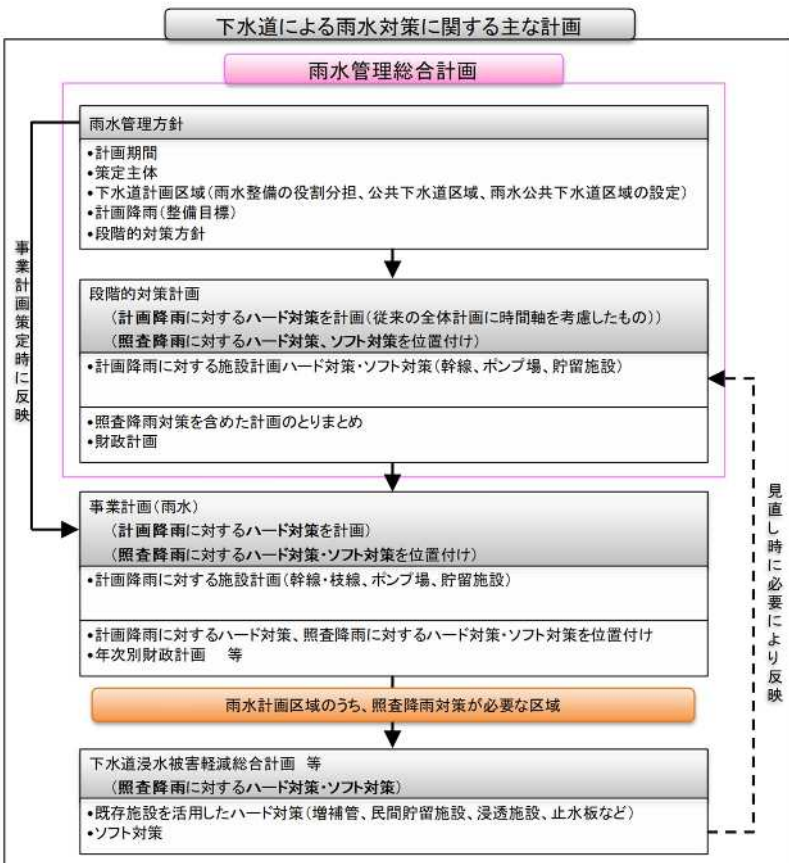 下水道による雨水対策に関する主な計画
雨水管理総合計画
雨水管理方針
•計画期間
•策定主体
•下水道計画区域(雨水整備の役割分担、公共下水道区域、雨水公共下水道区域の設定)
•計画降雨(整備目標)
•段階的対策方針
事業計画策定時に反映
段階的対策計画
(計画降雨に対するハード対策を計画(従来の全体計画に時間軸を考慮したもの))
(照査降雨に対するハード対策、ソフト対策を位置付け)
•計画降雨に対する施設計画ハード対策・ソフト対策(幹線、ポンプ場、貯留施設)
•照査降雨対策を含めた計画のとりまとめ
•財政計画
事業計画(雨水)
(計画降雨に対するハード対策を計画)
(照査降雨に対するハード対策・ソフト対策を位置付け)
•計画降雨に対する施設計画(幹線・枝線、ポンプ場、貯留施設)
•計画降雨に対するハード対策、照査降雨に対するハード対策・ソフト対策を位置付け
•年次別財政計画 等
見直し時に必要により反映
雨水計画区域のうち、照査降雨対策が必要な区域
下水道浸水被害軽減総合計画 等
(照査降雨に対するハード対策・ソフト対策)
•既存施設を活用したハード対策(増補管、民間貯留施設、浸透施設、止水板など)
•ソフト対策